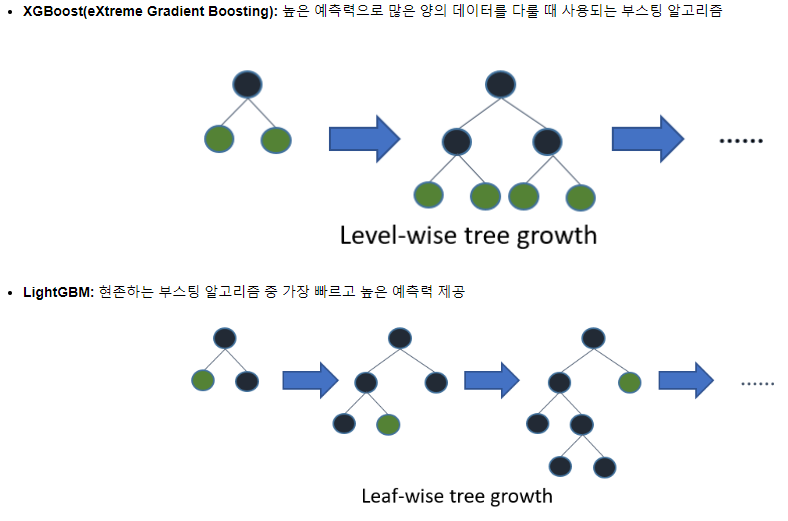 • XGBoost(eXtreme Gradient Boosting): 높은 예측력으로 많은 양의 데이터를 다룰 때 사용되는 부스팅 알고리즘
......
Level-wise tree growth
• LightGBM: 현존하는 부스팅 알고리즘 중 가장 빠르고 높은 예측력 제공
......
Leaf-wise tree growth